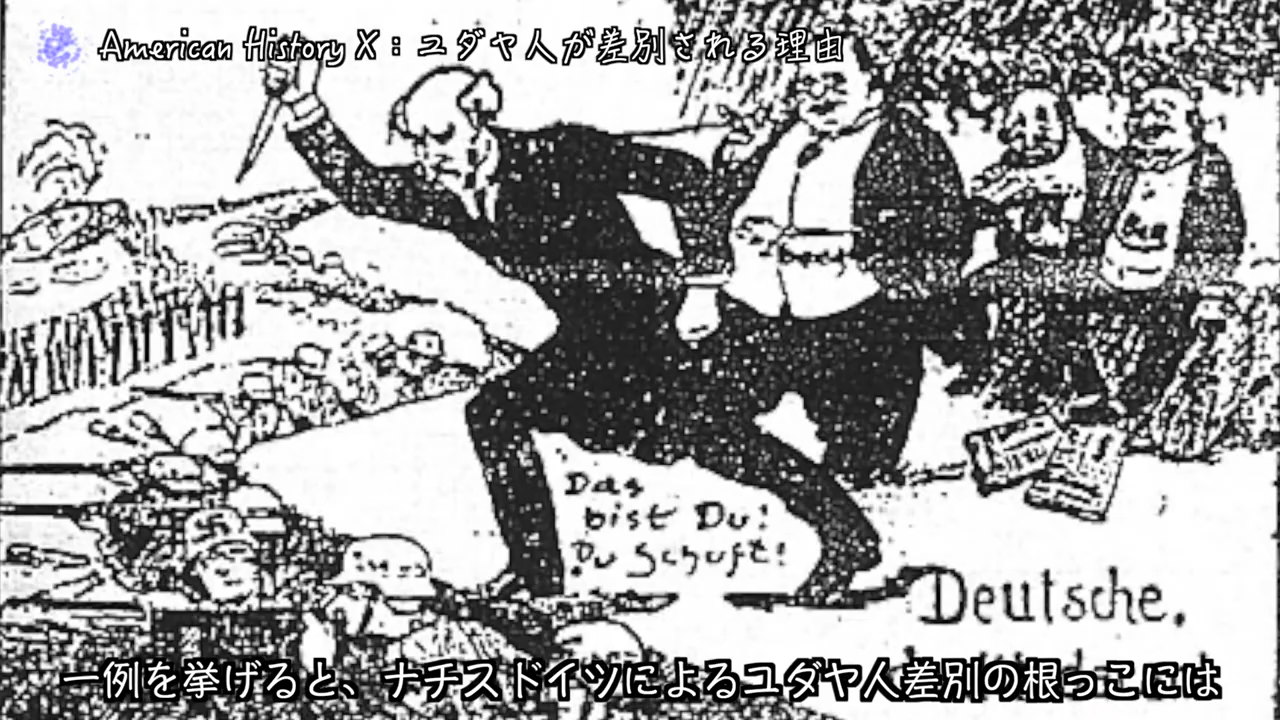 American History X：ユダヤ人が差別される理由
Das
bist Du!
Du Schuft!
Deutsche.
一例を挙げると、ナチスドイツによるユダヤ人差別の根っこには